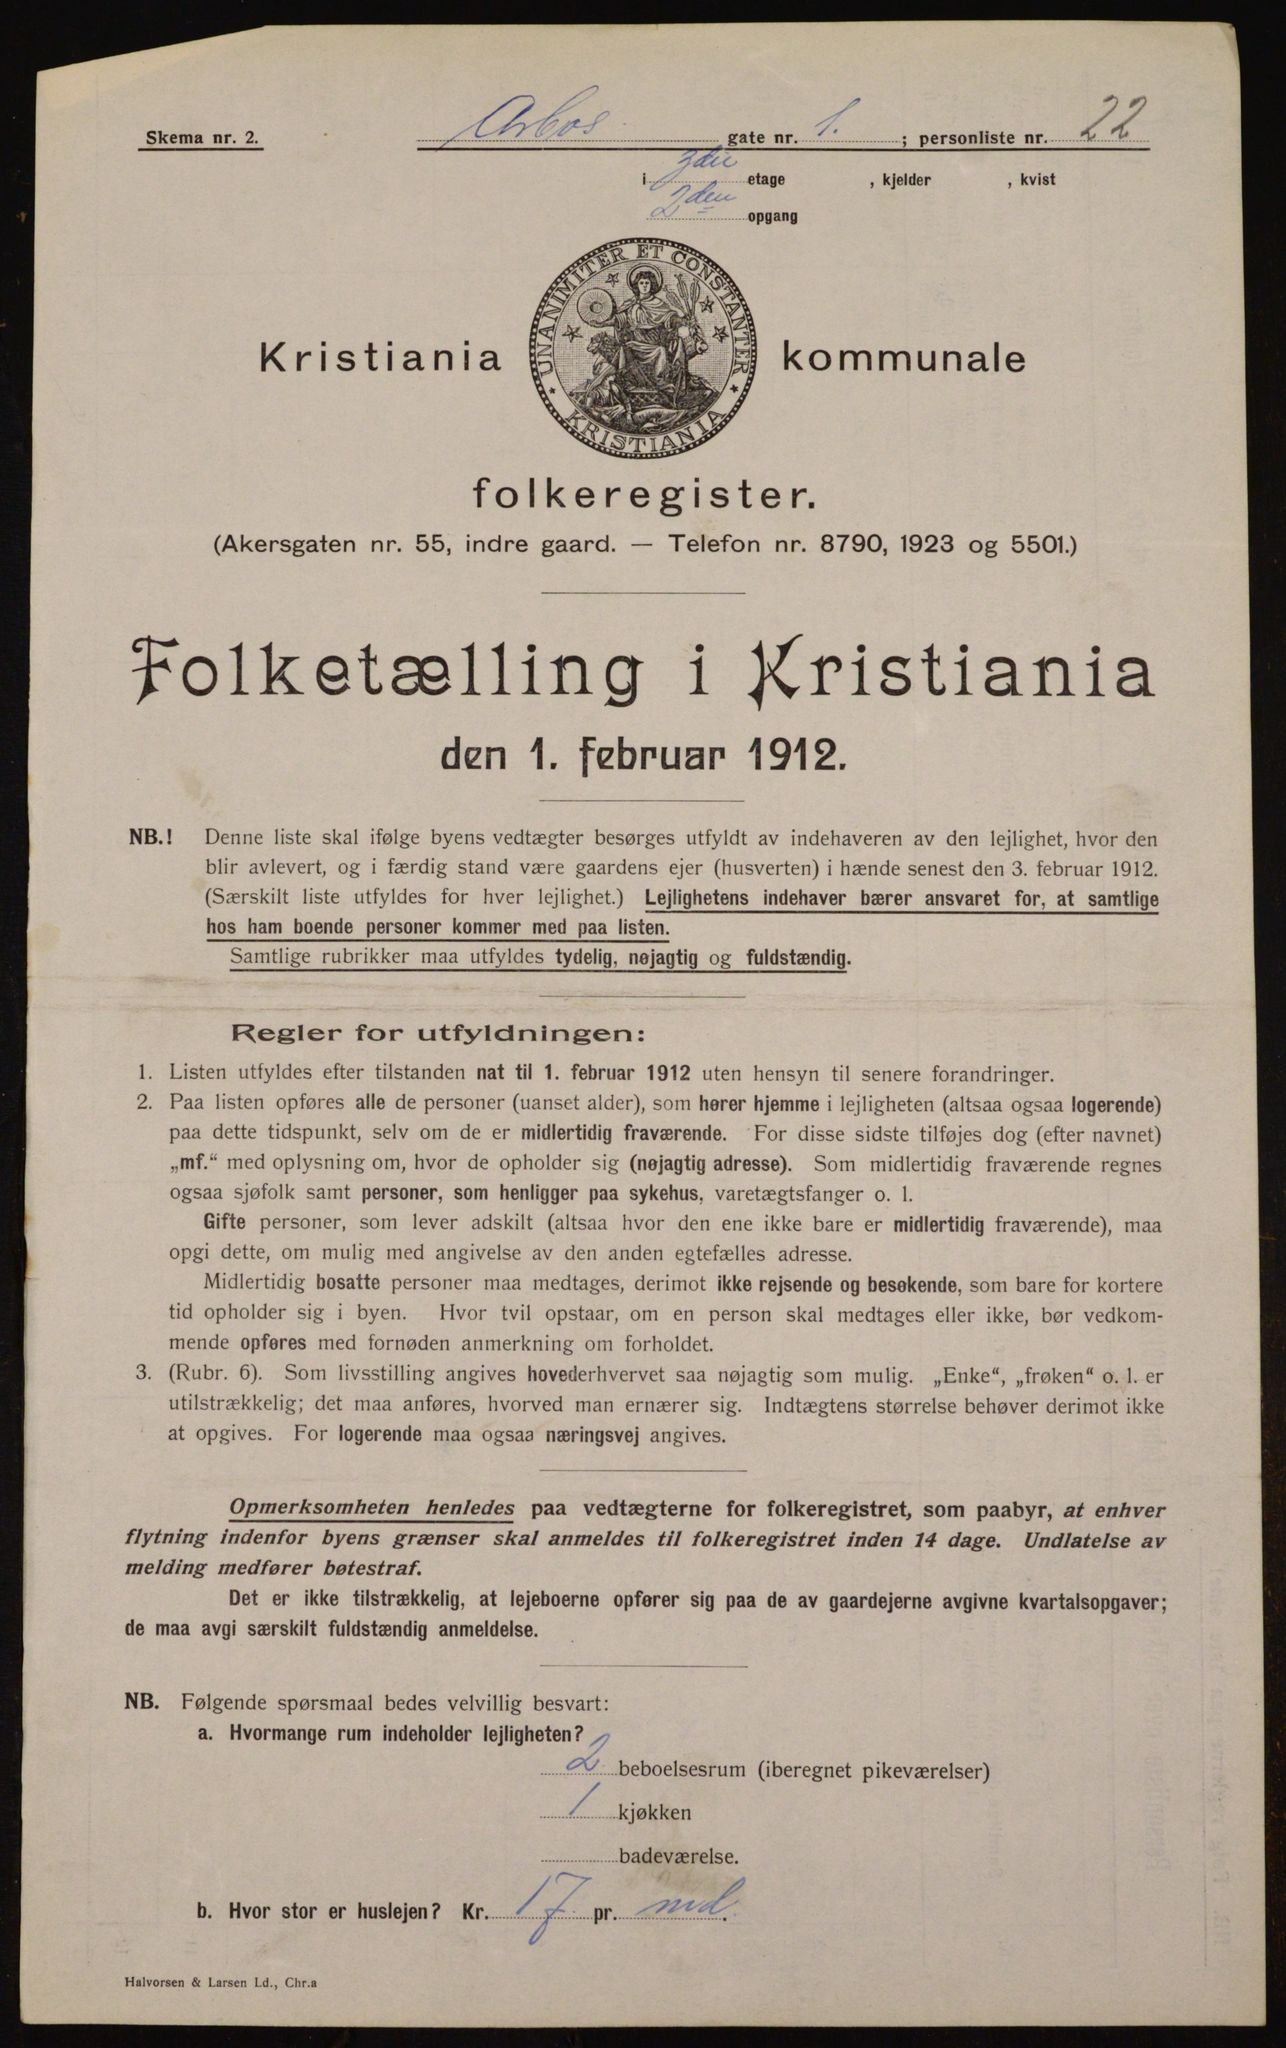 Skema nr. 2. Arbos gate nr. 1. ; personliste nr. 22
i 3die etage , kjelder , kvist
2den opgang
UNANIMITER ET CONSTANTER
KRISTIANIA
Kristiania kommunale
folkeregister.
(Akersgaten nr. 55, indre gaard. — Telefon nr. 8790, 1923 og 5501.)
Folketælling i Kristiania
den 1. februar 1912.
NB.! Denne liste skal ifølge byens vedtægter besørges utfyldt av indehaveren av den lejlighet, hvor den
blir avlevert, og i færdig stand være gaardens ejer (husverten) i hænde senest den 3. februar 1912.
(Særskilt liste utfyldes for hver lejlighet.) Lejlighetens indehaver bærer ansvaret for, at samtlige
hos ham boende personer kommer med paa listen.
Samtlige rubrikker maa utfyldes tydelig, nøjagtig og fuldstændig.
Regler for utfyldningen:
1. Listen utfyldes efter tilstanden nat til 1. februar 1912 uten hensyn til senere forandringer.
2. Paa listen opføres alle de personer (uanset alder), som hører hjemme i lejligheten (altsaa ogsaa logerende)
paa dette tidspunkt, selv om de er midlertidig fraværende. For disse sidste tilføjes dog (efter navnet)
„mf.“ med oplysning om, hvor de opholder sig (nøjagtig adresse). Som midlertidig fraværende regnes
ogsaa sjøfolk samt personer, som henligger paa sykehus, varetægtsfanger o. l.
Gifte personer, som lever adskilt (altsaa hvor den ene ikke bare er midlertidig fraværende), maa
opgi dette, om mulig med angivelse av den anden egtefælles adresse.
Midlertidig bosatte personer maa medtages, derimot ikke rejsende og besøkende, som bare for kortere
tid opholder sig i byen. Hvor tvil opstaar, om en person skal medtages eller ikke, bør vedkom-
mende opføres med fornøden anmerkning om forholdet.
3. (Rubr. 6). Som livsstilling angives hovederhvervet saa nøjagtig som mulig. „Enke“, „frøken“ o. l. er
utilstrækkelig; det maa anføres, hvorved man ernærer sig. Indtægtens størrelse behøver derimot ikke
at opgives. For logerende maa ogsaa næringsvej angives.
Opmerksomheten henledes paa vedtægterne for folkeregistret, som paabyr, at enhver
flytning indenfor byens grænser skal anmeldes til folkeregistret inden 14 dage. Undlatelse av
melding medfører bøtestraf.
Det er ikke tilstrækkelig, at lejeboerne opfører sig paa de av gaardejerne avgivne kvartalsopgaver;
de maa avgi særskilt fuldstændig anmeldelse.
NB. Følgende spørsmaal bedes velvillig besvart:
a. Hvormange rum indeholder lejligheten?
2 beboelsesrum (iberegnet pikeværelser)
1 kjøkken
badeværelse.
b. Hvor stor er huslejen? Kr. 17 pr. md.
Halvorsen & Larsen Ld., Chr.a